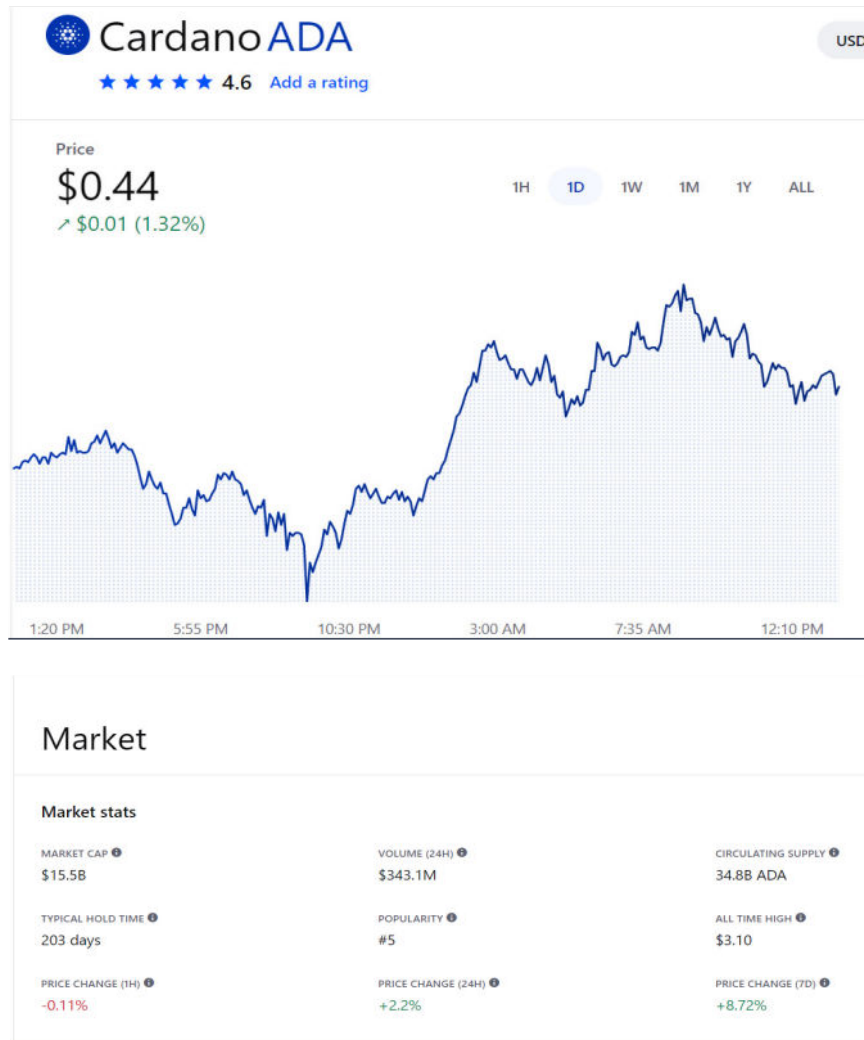 Cardano ADA
USD
4.6 Add a rating
Price
$0.44
↗ $0.01 (1.32%)
1H 1D 1W 1M 1Y ALL
1:20 PM 5:55 PM 10:30 PM 3:00 AM 7:35 AM 12:10 PM
Market
Market stats
MARKET CAP VOLUME (24H) CIRCULATING SUPPLY
$15.5B $343.1M 34.8B ADA
TYPICAL HOLD TIME POPULARITY ALL TIME HIGH
203 days #5 $3.10
PRICE CHANGE (1H) PRICE CHANGE (24H) PRICE CHANGE (7D)
-0.11% +2.2% +8.72%